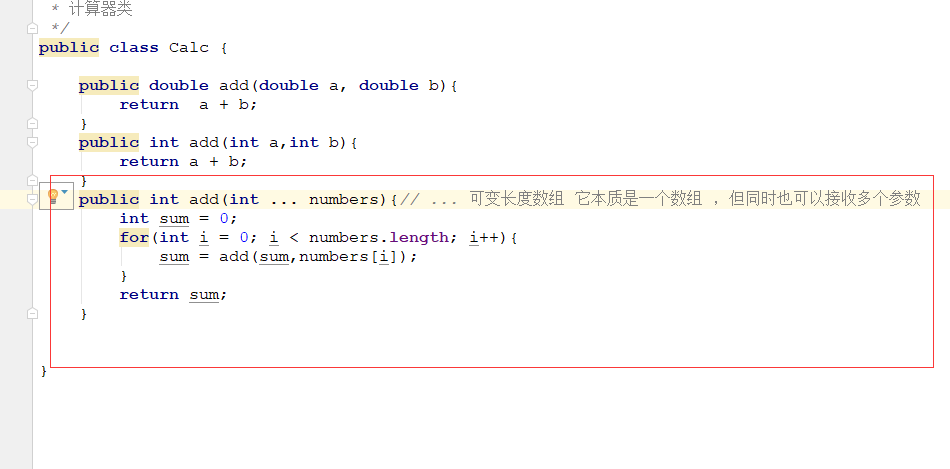 * 计算器类
*/
public class Calc {
public double add(double a, double b){
return  a + b;
}
public int add(int a,int b){
return a + b;
}
public int add(int ... numbers){// ... 可变长度数组 它本质是一个数组 , 但同时也可以接收多个参数
int sum = 0;
for(int i = 0; i < numbers.length; i++){
sum = add(sum,numbers[i]);
}
return sum;
}
}